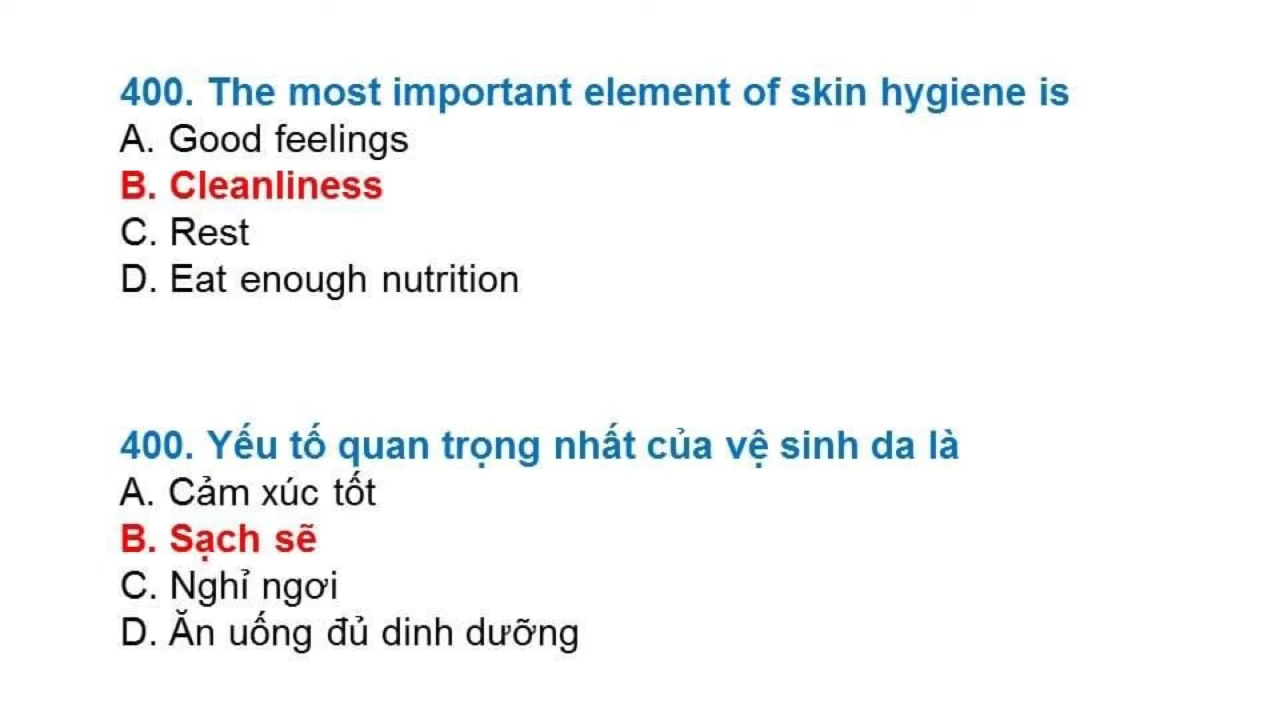 400. The most important element of skin hygiene is
A. Good feelings
B. Cleanliness
C. Rest
D. Eat enough nutrition
400. Yếu tố quan trọng nhất của vệ sinh da là
A. Cảm xúc tốt
B. Sạch sẽ
C. Nghỉ ngơi
D. Ăn uống đủ dinh dưỡng